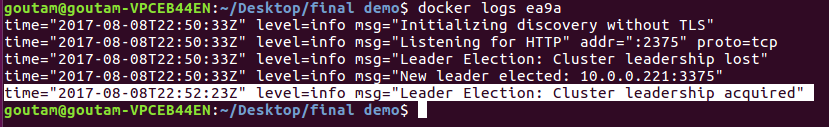 goutam@goutam-VPCEB44EN:~/Desktop/final demo$ docker logs ea9a
time="2017-08-08T22:50:33Z" level=info msg="Initializing discovery without TLS"
time="2017-08-08T22:50:33Z" level=info msg="Listening for HTTP" addr=":2375" proto=tcp
time="2017-08-08T22:50:33Z" level=info msg="Leader Election: Cluster leadership lost"
time="2017-08-08T22:50:33Z" level=info msg="New leader elected: 10.0.0.221:3375"
time="2017-08-08T22:52:23Z" level=info msg="Leader Election: Cluster leadership acquired"
goutam@goutam-VPCEB44EN:~/Desktop/final demo$